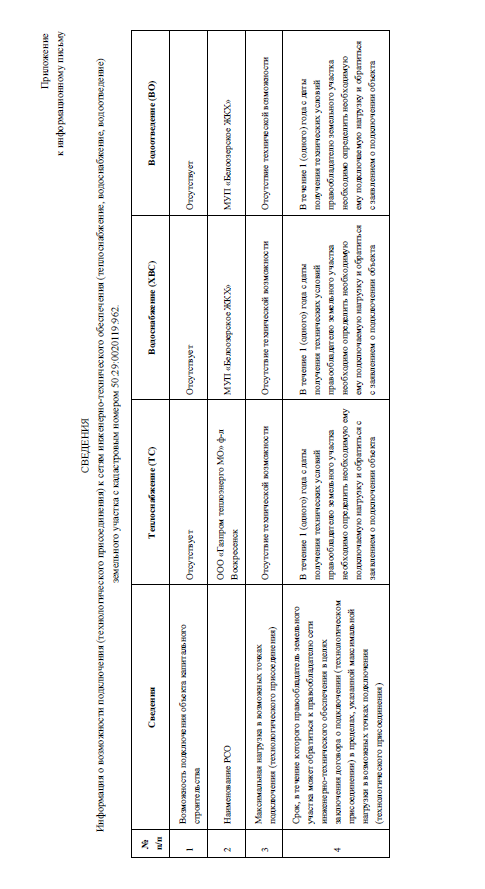 Приложение
к информационному письму
СВЕДЕНИЯ
Информация о возможности подключения (технологического присоединения) к сетям инженерно-технического обеспечения (теплоснабжение, водоснабжение, водоотведение)
земельного участка с кадастровым номером 50:29:0020119:962.
№
п/п
Сведения
Теплоснабжение (ТС)
Водоснабжение (ХВС)
Водоотведение (ВО)
1
Возможность подключения объекта капитального
строительства
Отсутствует
Отсутствует
Отсутствует
2
Наименование РСО
ООО «Газпром теплоэнерго МО» ф-л
Воскресенск
МУП «Белоозерское ЖКХ»
МУП «Белоозерское ЖКХ»
3
Максимальная нагрузка в возможных точках
подключения (технологического присоединения)
Отсутствие технической возможности
Отсутствие технической возможности
Отсутствие технической возможности
4
Срок, в течение которого правообладатель земельного
участка может обратиться к правообладателю сети
инженерно-технического обеспечения в целях
заключения договора о подключении (технологическом
присоединении) в пределах, указанной максимальной
нагрузки в возможных точках подключения
(технологического присоединения)
В течение 1 (одного) года с даты
получения технических условий
правообладателю земельного участка
необходимо определить необходимую ему
подключаемую нагрузку и обратиться с
заявлением о подключении объекта
В течение 1 (одного) года с даты
получения технических условий
правообладателю земельного участка
необходимо определить необходимую
ему подключаемую нагрузку и обратиться
с заявлением о подключении объекта
В течение 1 (одного) года с даты
получения технических условий
правообладателю земельного участка
необходимо определить необходимую
ему подключаемую нагрузку и обратиться
с заявлением о подключении объекта